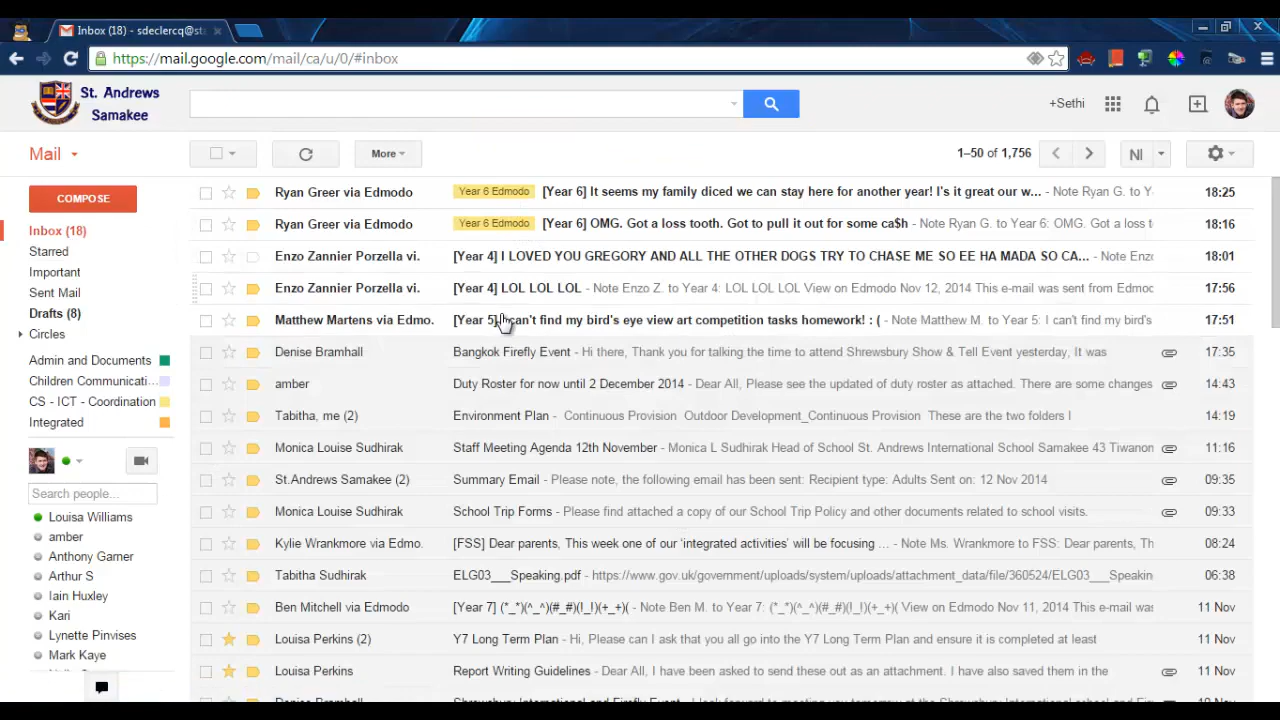 Inbox (18) - sdeclercq@st
https://mail.google.com/mail/ca/u/0/#inbox
St. Andrews
Samakee
+Sethi
Mail
More
1–50 of 1,756
NI
COMPOSE
Inbox (18)
Starred
Important
Sent Mail
Drafts (8)
Circles
Admin and Documents
Children Communicati...
CS - ICT - Coordination
Integrated
Search people...
Louisa Williams
amber
Anthony Garner
Arthur S
Iain Huxley
Kari
Lynette Pinvises
Mark Kaye
Ryan Greer via Edmodo Year 6 Edmodo [Year 6] It seems my family diced we can stay here for another year! I's it great our w... - Note Ryan G. to Y 18:25
Ryan Greer via Edmodo Year 6 Edmodo [Year 6] OMG. Got a loss tooth. Got to pull it out for some ca$h - Note Ryan G. to Year 6: OMG. Got a loss t 18:16
Enzo Zannier Porzella vi. [Year 4] I LOVED YOU GREGORY AND ALL THE OTHER DOGS TRY TO CHASE ME SO EE HA MADA SO CA... - Note Enzo 18:01
Enzo Zannier Porzella vi. [Year 4] LOL LOL LOL - Note Enzo Z. to Year 4: LOL LOL LOL View on Edmodo Nov 12, 2014 This email was sent from Edmod 17:56
Matthew Martens via Edmo. [Year 5] can't find my bird's eye view art competition tasks homework! : ( - Note Matthew M. to Year 5: I can't find my bird's 17:51
Denise Bramhall Bangkok Firefly Event - Hi there, Thank you for talking the time to attend Shrewsbury Show & Tell Event yesterday, It was 17:35
amber Duty Roster for now until 2 December 2014 - Dear All, Please see the updated of duty roster as attached. There are some changes 14:43
Tabitha, me (2) Environment Plan - Continuous Provision Outdoor Development_Continuous Provision These are the two folders I 14:19
Monica Louise Sudhirak Staff Meeting Agenda 12th November - Monica L Sudhirak Head of School St. Andrews International School Samakee 43 Tiwanon 11:16
St.Andrews Samakee (2) Summary Email - Please note, the following email has been sent: Recipient type: Adults Sent on: 12 Nov 2014 09:35
Monica Louise Sudhirak School Trip Forms - Please find attached a copy of our School Trip Policy and other documents related to school visits. 09:33
Kylie Wrankmore via Edmo. [FSS] Dear parents, This week one of our 'integrated activities' will be focusing ... - Note Ms. Wrankmore to FSS: Dear parents, Th 08:24
Tabitha Sudhirak ELG03___Speaking.pdf - https://www.gov.uk/government/uploads/system/uploads/attachment_data/file/360524/ELG03___Speakin 06:38
Ben Mitchell via Edmodo [Year 7] (*_*)(^_^)(#_#)(!_!)(+_+)( - Note Ben M. to Year 7: (*_*)(^_^)(#_#)(!_!)(+_+)( View on Edmodo Nov 11, 2014 This email was 11 Nov
Louisa Perkins (2) Y7 Long Term Plan - Hi, Please can I ask that you all go into the Y7 Long Term Plan and ensure it is completed at least 11 Nov
Louisa Perkins Report Writing Guidelines - Dear All, I have been asked to send these out as an attachment. I have also saved them in the 11 Nov